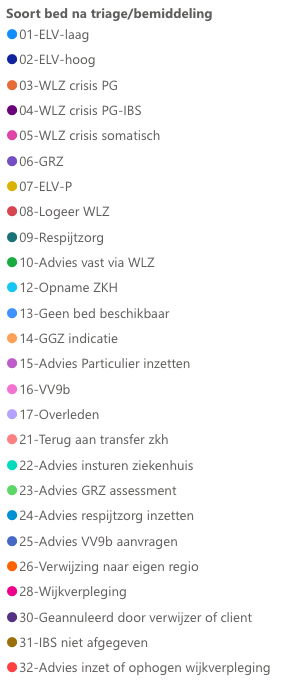 Soort bed na triage/bemiddeling
01-ELV-laag
02-ELV-hoog
03-WLZ crisis PG
04-WLZ crisis PG-IBS
05-WLZ crisis somatisch
06-GRZ
07-ELV-P
08-Logeer WLZ
09-Respijtzorg
10-Advies vast via WLZ
12-Opname ZKH
13-Geen bed beschikbaar
14-GGZ indicatie
15-Advies Particulier inzetten
16-VV9b
17-Overleden
21-Terug aan transfer zkh
22-Advies insturen ziekenhuis
23-Advies GRZ assessment
24-Advies respijtzorg inzetten
25-Advies VV9b aanvragen
26-Verwijzing naar eigen regio
28-Wijkverpleging
30-Geannuleerd door verwijzer of client
31-IBS niet afgegeven
32-Advies inzet of ophogen wijkverpleging